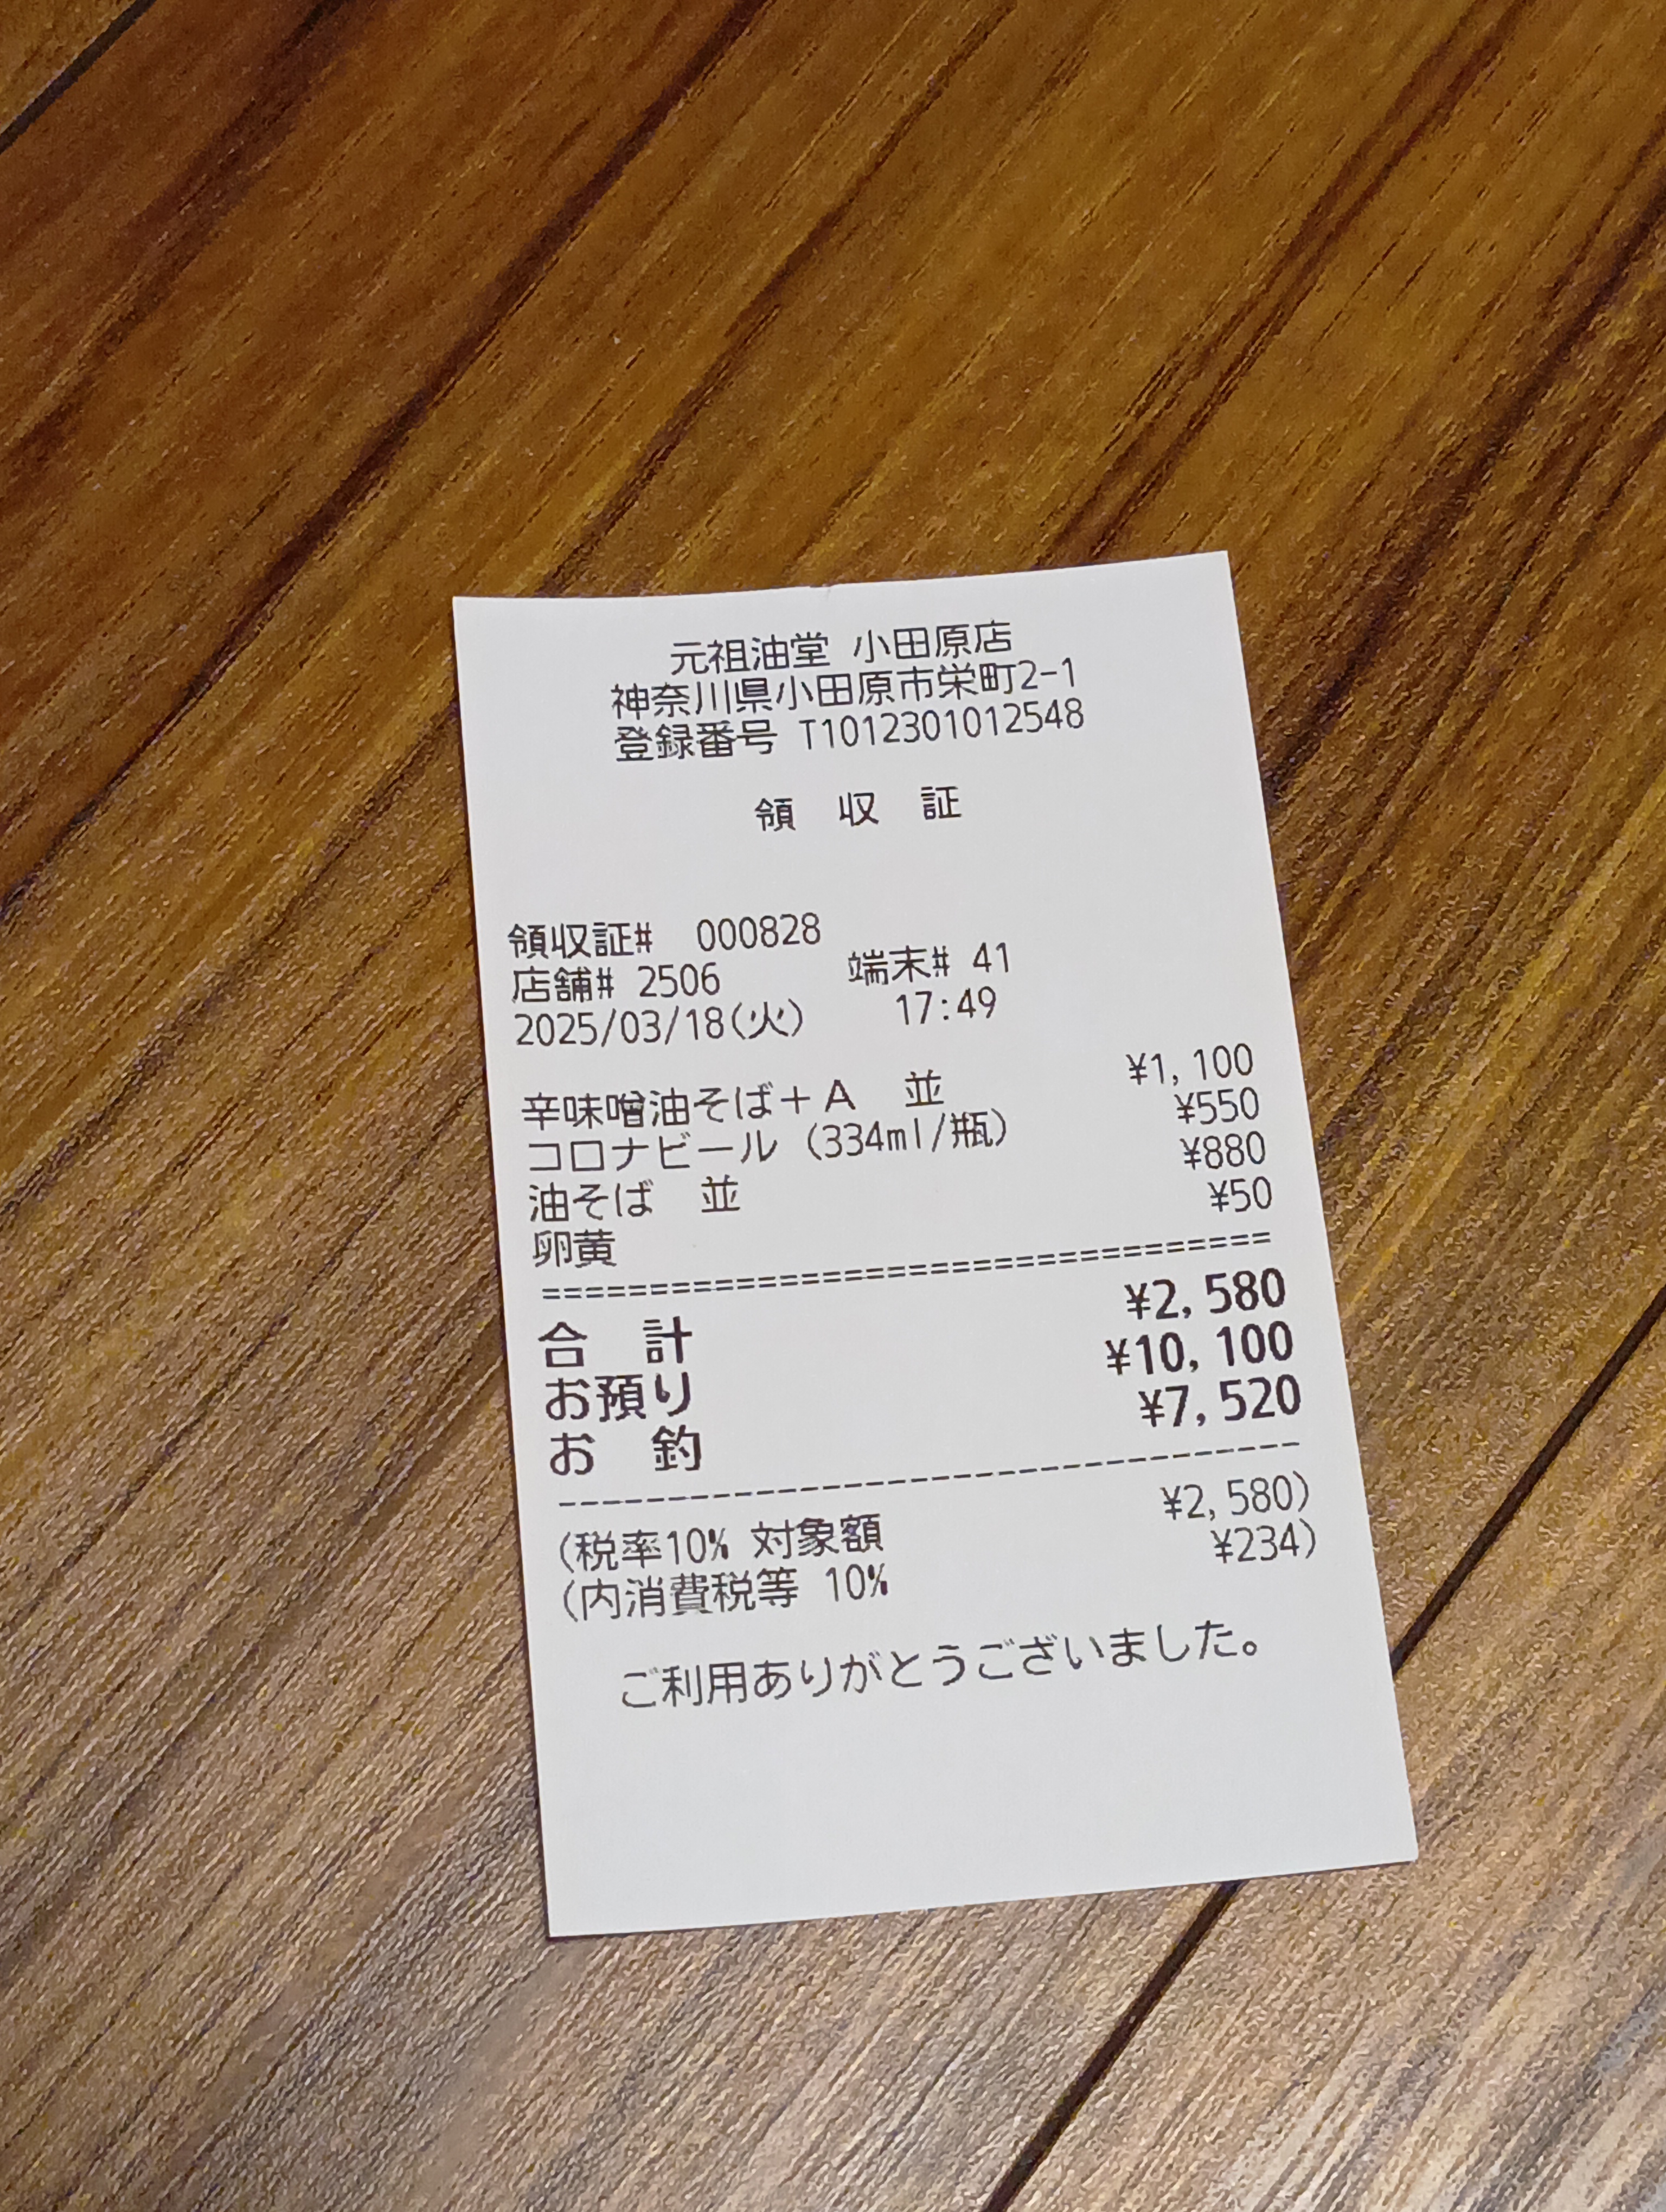 元祖油堂 小田原店
神奈川県小田原市栄町2-1
登録番号 T1012301012548
領 収 証
領収証# 000828
店舗# 2506 端末# 41
2025/03/18(火) 17:49
辛味噌油そば+A 並 ¥1,100
コロナビール(334ml/瓶) ¥550
油そば 並 ¥880
卵黄 ¥50
================================
合 計 ¥2,580
お預り ¥10,100
お 釣 ¥7,520
--------------------------------
(税率10% 対象額 ¥2,580)
(内消費税等 10% ¥234)
ご利用ありがとうございました。